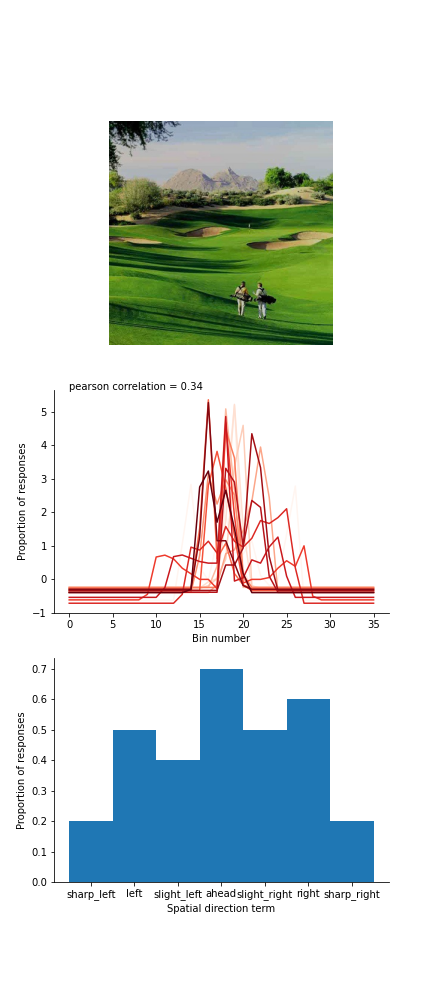 pearson correlation = 0.34
Proportion of responses
5
4
3
2
1
0
−1
0 5 10 15 20 25 30 35
Bin number
Proportion of responses
0.7
0.6
0.5
0.4
0.3
0.2
0.1
0.0
sharp_left left slight_left ahead slight_right right sharp_right
Spatial direction term